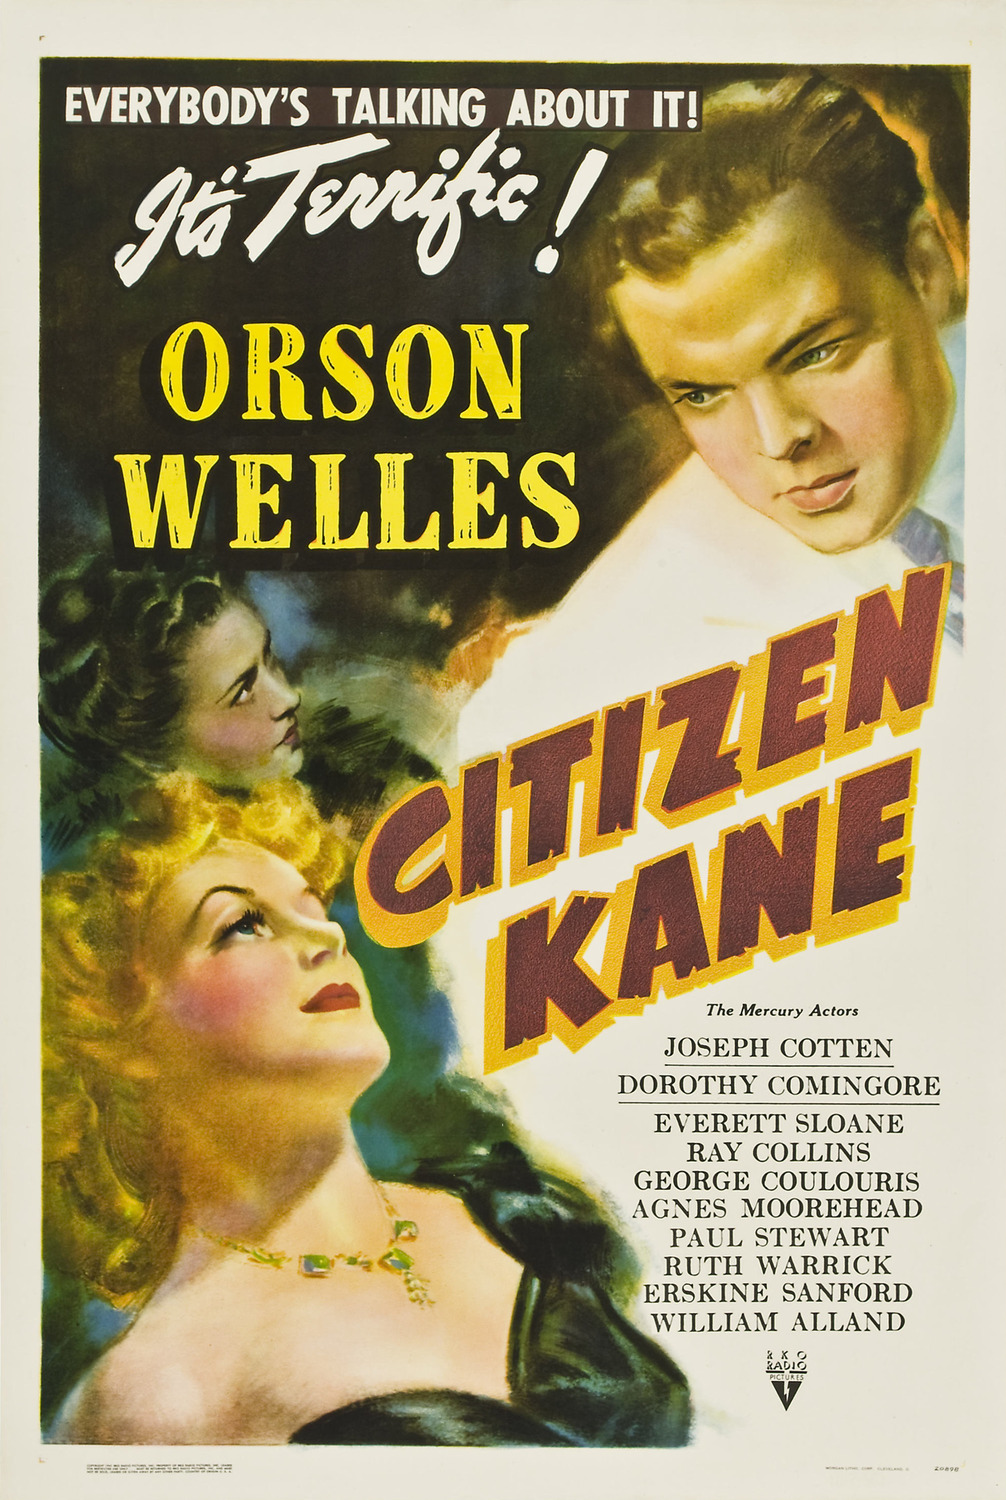 EVERYBODY'S TALKING ABOUT IT!
It's Terrific!
ORSON
WELLES
CITIZEN
KANE
The Mercury Actors
JOSEPH COTTEN
DOROTHY COMINGORE
EVERETT SLOANE
RAY COLLINS
GEORGE COULOURIS
AGNES MOOREHEAD
PAUL STEWART
RUTH WARRICK
ERSKINE SANFORD
WILLIAM ALLAND
RKO
RADIO
PICTURES